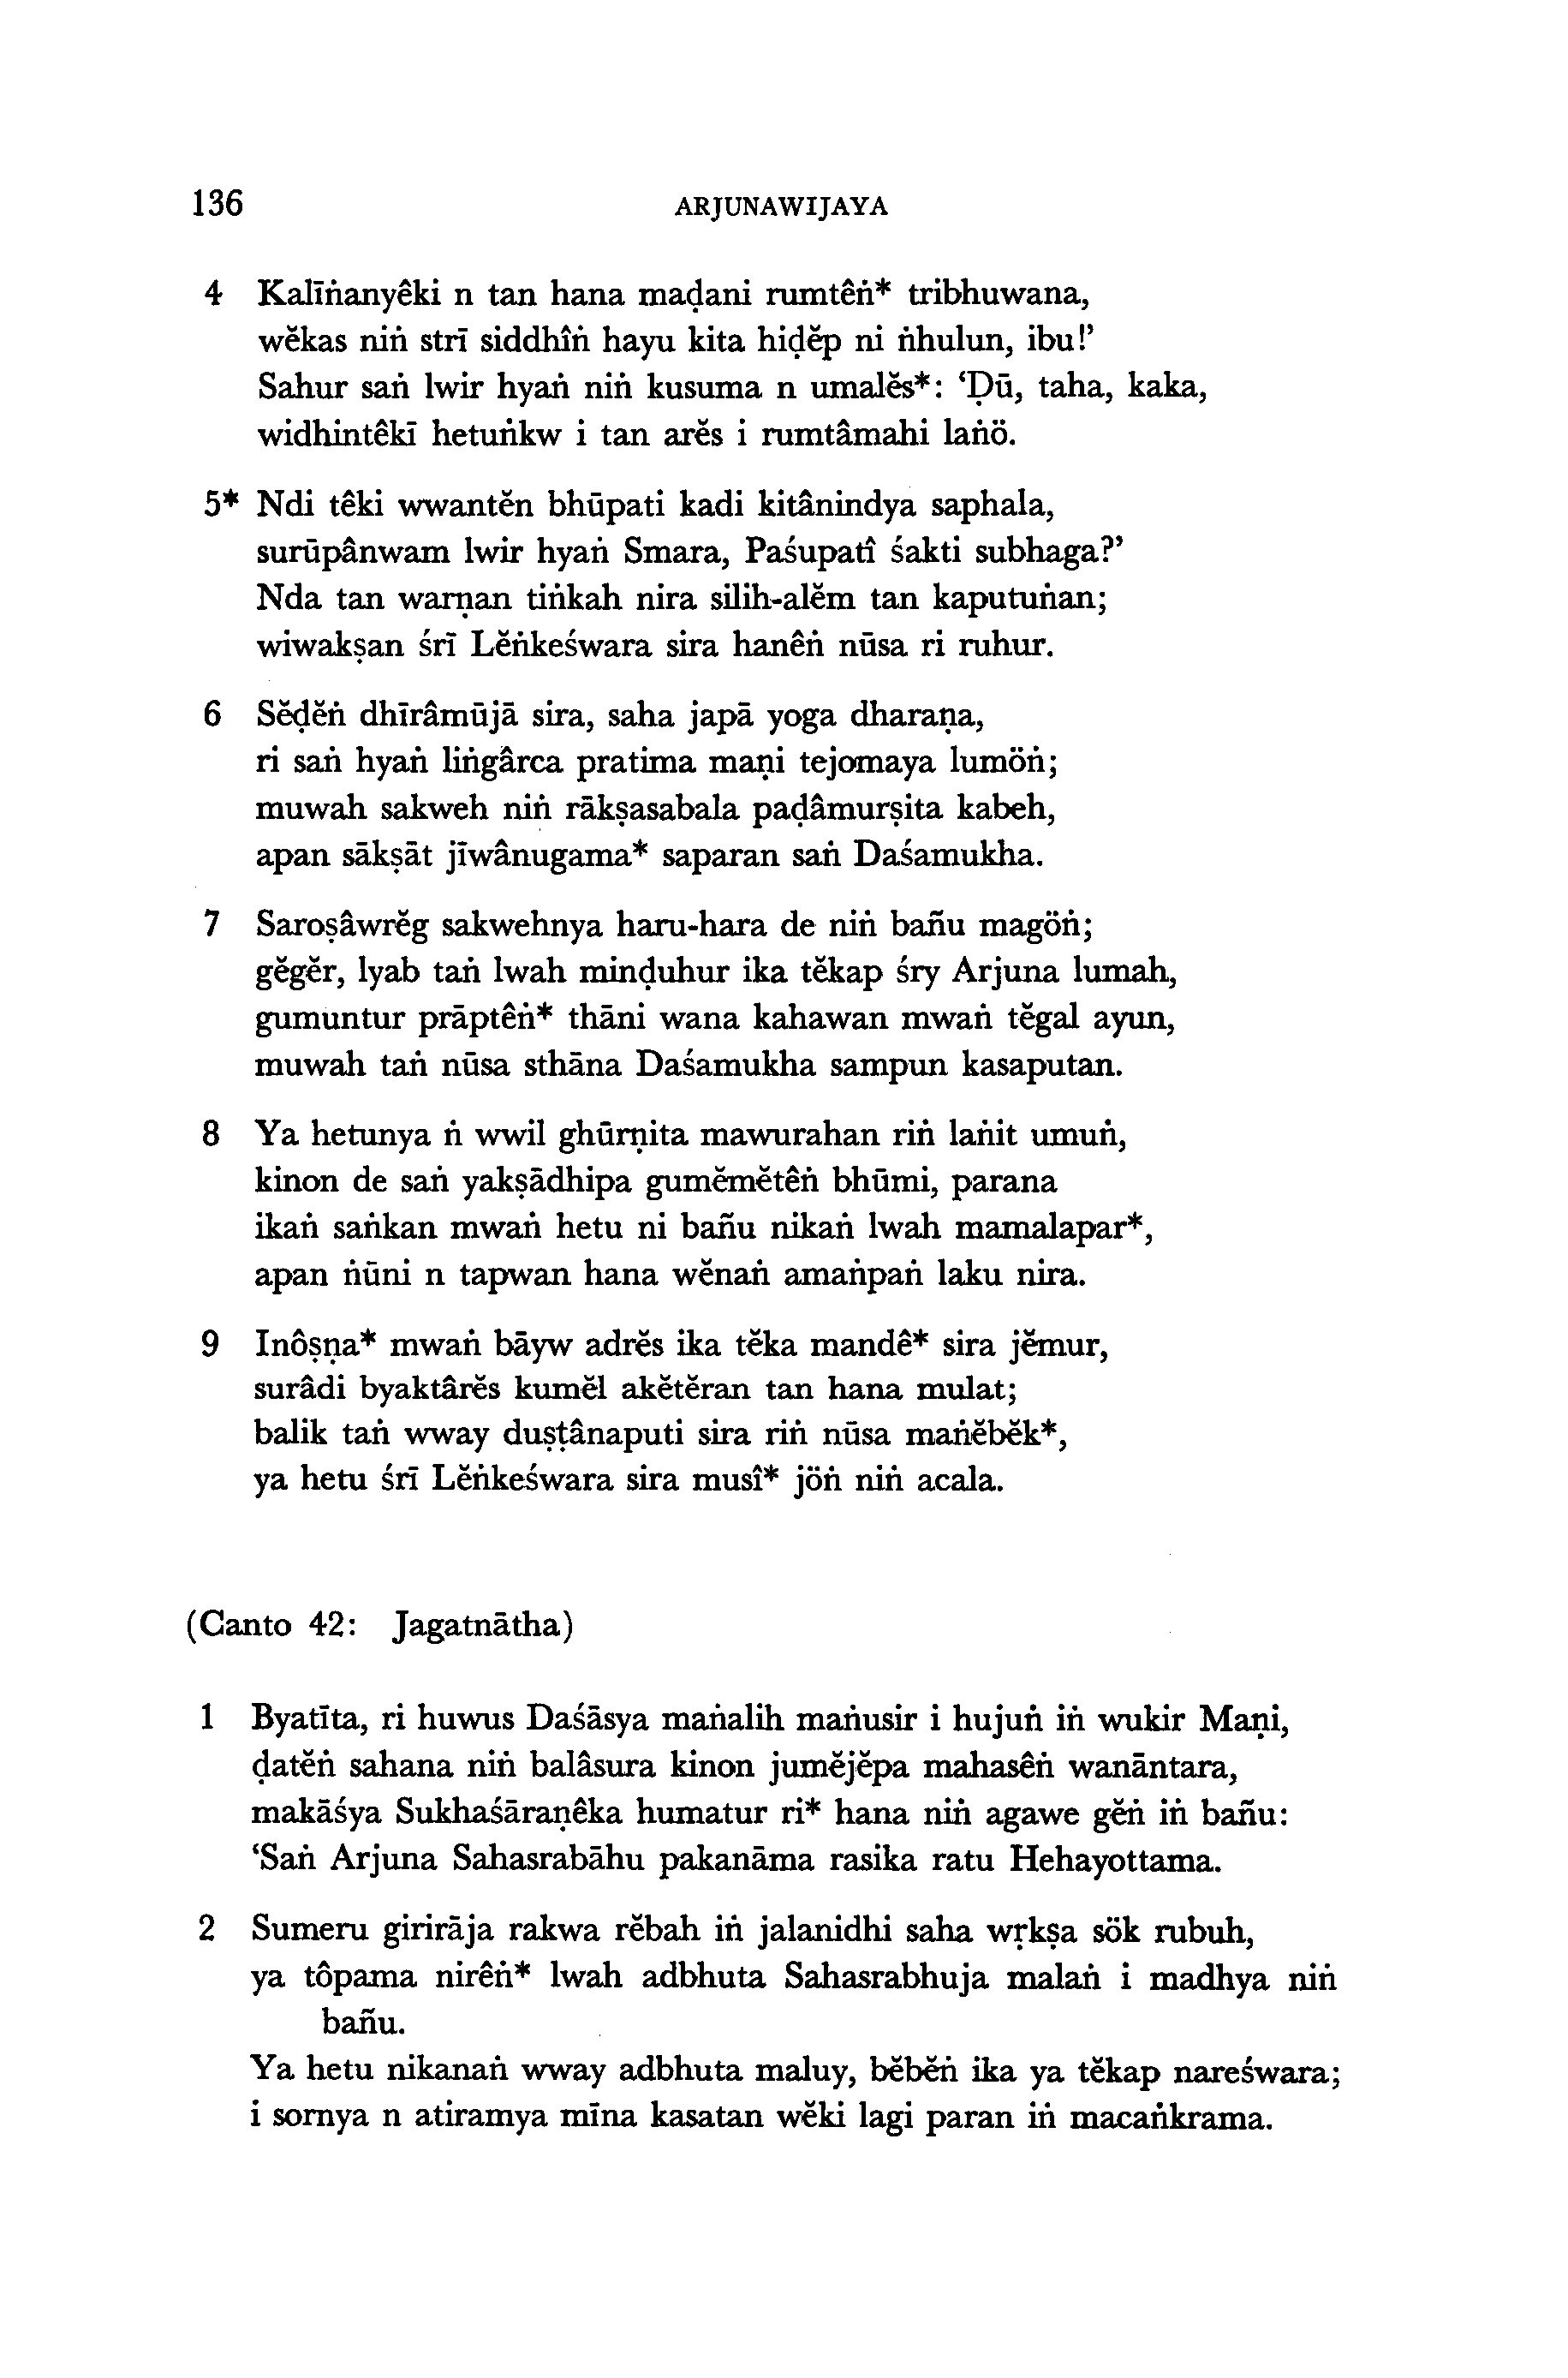 136 ARJUNAWIJAYA
4 Kalīṅanyêki n tan hana maḍani rumtêṅ* tribhuwana,
wĕkas niṅ strī siddhîṅ hayu kita hiḍĕp ni ṅhulun, ibu!’
Sahur saṅ lwir hyaṅ niṅ kusuma n umalĕs*: ‘Ḍū, taha, kaka,
widhintêkī hetuṅkw i tan arĕs i rumtâmahi laṅö.
5* Ndi têki wwantĕn bhūpati kadi kitânindya saphala,
surūpânwam lwir hyaṅ Smara, Paśupatî śakti subhaga?’
Nda tan warṇan tiṅkah nira silih-alĕm tan kaputuṅan;
wiwakṣan śrī Lĕṅkeśwara sira hanêṅ nūsa ri ruhur.
6 Sĕḍĕṅ dhīrâmūjā sira, saha japā yoga dharaṇa,
ri saṅ hyaṅ liṅgârca pratima maṇi tejomaya lumöṅ;
muwah sakweh niṅ rākṣasabala paḍâmurṣita kabeh,
apan sākṣāt jīwânugama* saparan saṅ Daśamukha.
7 Saroṣâwrĕg sakwehnya haru-hara de niṅ bañu magöṅ;
gĕgĕr, lyab taṅ lwah minḍuhur ika tĕkap śry Arjuna lumah,
gumuntur prāptêṅ* thāni wana kahawan mwaṅ tĕgal ayun,
muwah taṅ nūsa sthāna Daśamukha sampun kasaputan.
8 Ya hetunya ṅ wwil ghūrṇita mawurahan riṅ laṅit umuṅ,
kinon de saṅ yakṣādhipa gumĕmĕtêṅ bhūmi, parana
ikaṅ saṅkan mwaṅ hetu ni bañu nikaṅ lwah mamalapar*,
apan ṅūni n tapwan hana wĕnaṅ amaṅpaṅ laku nira.
9 Inôṣṇa* mwaṅ bāyw adrĕs ika tĕka mandê* sira jĕmur,
surâdi byaktârĕs kumĕl akĕtĕran tan hana mulat;
balik taṅ wway duṣṭânaputi sira riṅ nūsa maṅĕbĕk*,
ya hetu śrī Lĕṅkeśwara sira musî* jöṅ niṅ acala.
(Canto 42: Jagatnātha)
1 Byatīta, ri huwus Daśāsya maṅalih maṅusir i hujuṅ iṅ wukir Maṇi,
ḍatĕṅ sahana niṅ balâsura kinon jumĕjĕpa mahasêṅ wanāntara,
makāśya Sukhaśāraṇêka humatur ri* hana niṅ agawe gĕṅ iṅ bañu:
‘Saṅ Arjuna Sahasrabāhu pakanāma rasika ratu Hehayottama.
2 Sumeru girirāja rakwa rĕbah iṅ jalanidhi saha wṛkṣa sök rubuh,
ya tôpama nirêṅ* lwah adbhuta Sahasrabhuja malaṅ i madhya niṅ
bañu.
Ya hetu nikanaṅ wway adbhuta maluy, bĕbĕṅ ika ya tĕkap nareśwara;
i sornya n atiramya mīna kasatan wĕki lagi paran iṅ macaṅkrama.